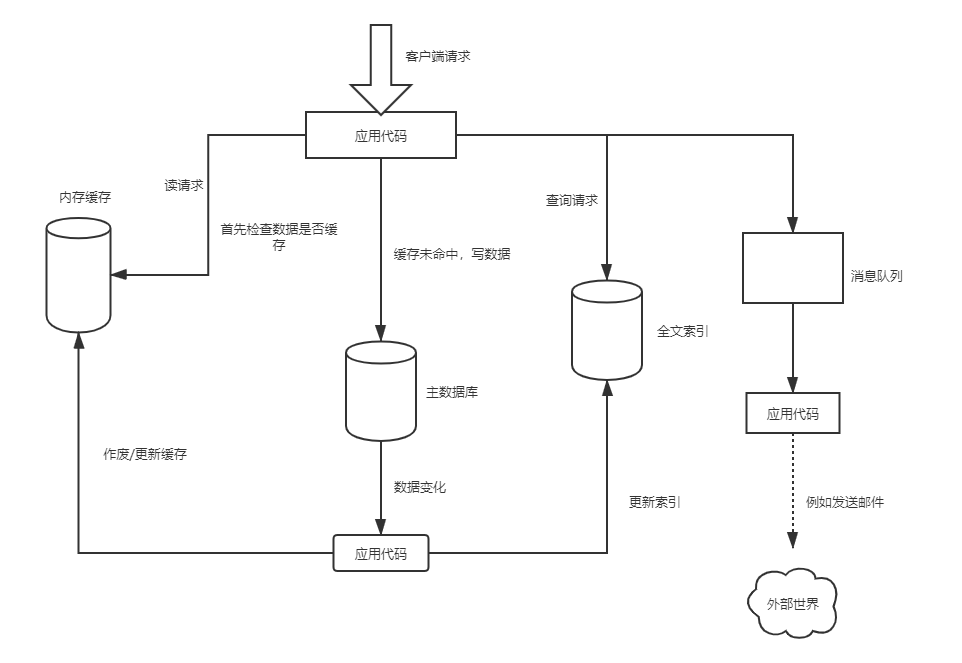 客户端请求
应用代码
读请求
内存缓存
查询请求
首先检查数据是否缓
存
缓存未命中，写数据
消息队列
全文索引
主数据库
应用代码
作废/更新缓存
数据变化
更新索引
例如发送邮件
应用代码
外部世界